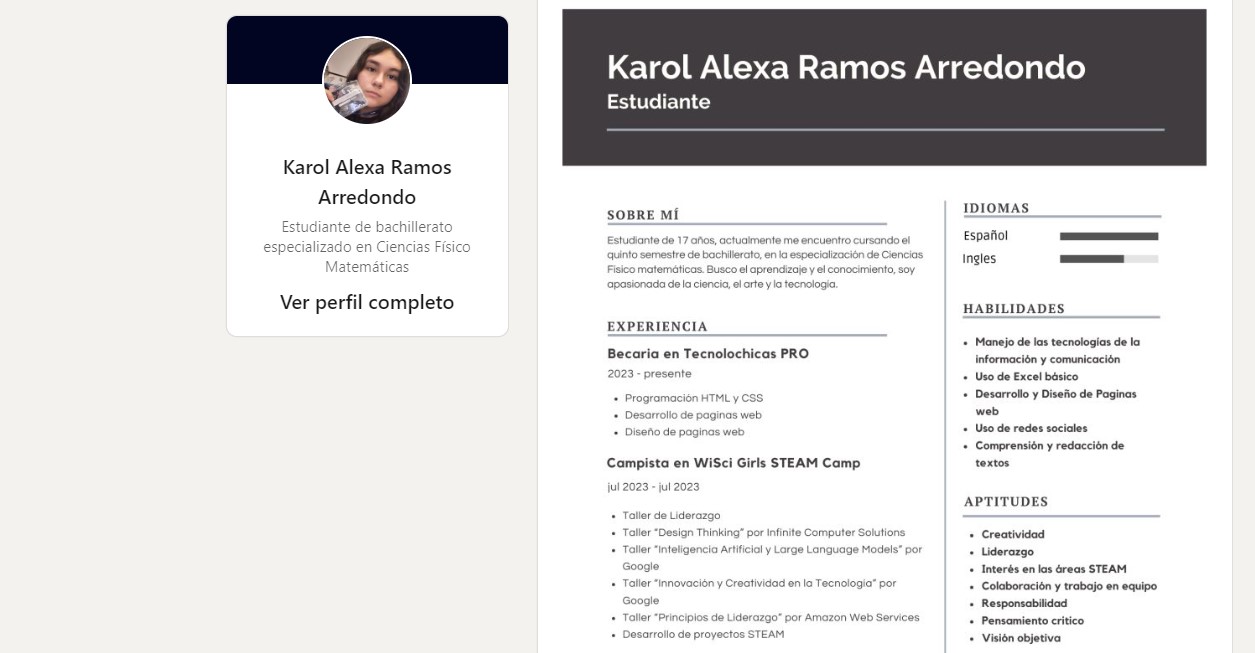 Karol Alexa Ramos
Arredondo
Estudiante de bachillerato
especializado en Ciencias Físico
Matemáticas
Ver perfil completo
Karol Alexa Ramos Arredondo
Estudiante
SOBRE MÍ
Estudiante de 17 años, actualmente me encuentro cursando el
quinto semestre de bachillerato, en la especialización de Ciencias
Físico matemáticas. Busco el aprendizaje y el conocimiento, soy
apasionada de la ciencia, el arte y la tecnología.
EXPERIENCIA
Becaria en Tecnolochicas PRO
2023 - presente
• Programación HTML y CSS
• Desarrollo de paginas web
• Diseño de paginas web
Campista en WiSci Girls STEAM Camp
jul 2023 - jul 2023
• Taller de Liderazgo
• Taller "Design Thinking" por Infinite Computer Solutions
• Taller "Inteligencia Artificial y Large Language Models" por
Google
• Taller "Innovación y Creatividad en la Tecnología" por
Google
• Taller "Principios de Liderazgo" por Amazon Web Services
• Desarrollo de proyectos STEAM
IDIOMAS
Español
Ingles
HABILIDADES
• Manejo de las tecnologías de la
información y comunicación
• Uso de Excel básico
• Desarrollo y Diseño de Paginas
web
• Uso de redes sociales
• Comprensión y redacción de
textos
APTITUDES
• Creatividad
• Liderazgo
• Interés en las áreas STEAM
• Colaboración y trabajo en equipo
• Responsabilidad
• Pensamiento critico
• Visión objetiva